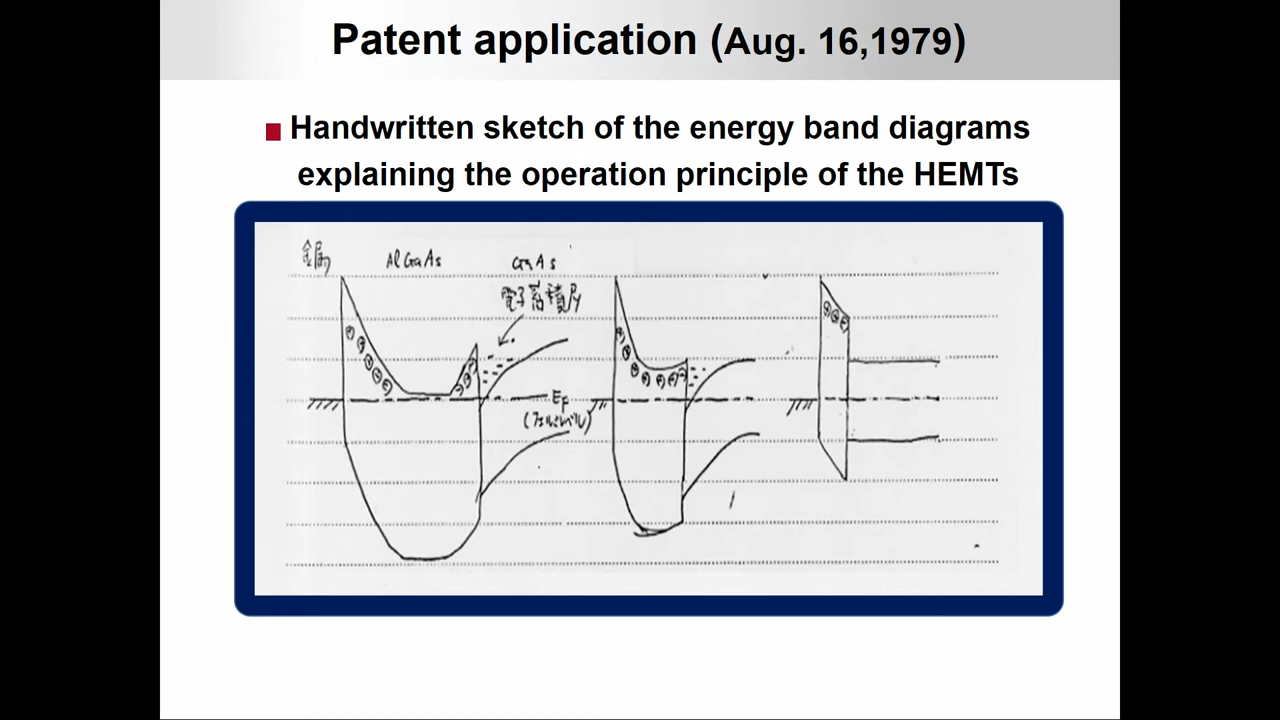 Patent application (Aug. 16,1979)
Handwritten sketch of the energy band diagrams
explaining the operation principle of the HEMTs
金属 AlGaAs GaAs
電子蓄積層
EF
(フェルミレベル)